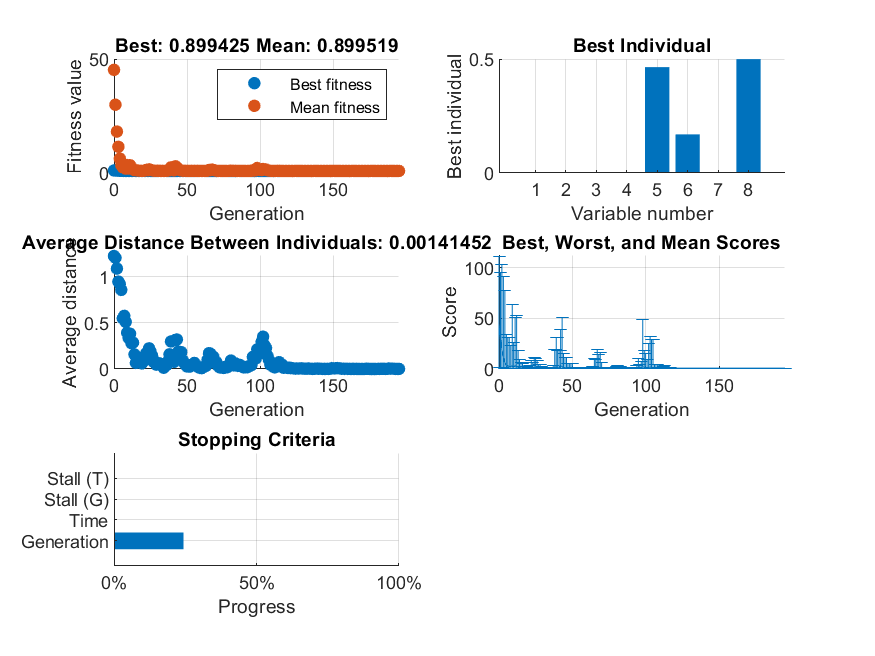 Best: 0.899425 Mean: 0.899519
Fitness value
50
0
Best fitness
Mean fitness
0 50 100 150
Generation
Best Individual
Best individual
0.5
0
1 2 3 4 5 6 7 8
Variable number
Average Distance Between Individuals: 0.00141452
Average distance
1
0.5
0
0 50 100 150
Generation
Best, Worst, and Mean Scores
Score
100
50
0
0 50 100 150
Generation
Stopping Criteria
Stall (T)
Stall (G)
Time
Generation
0% 50% 100%
Progress